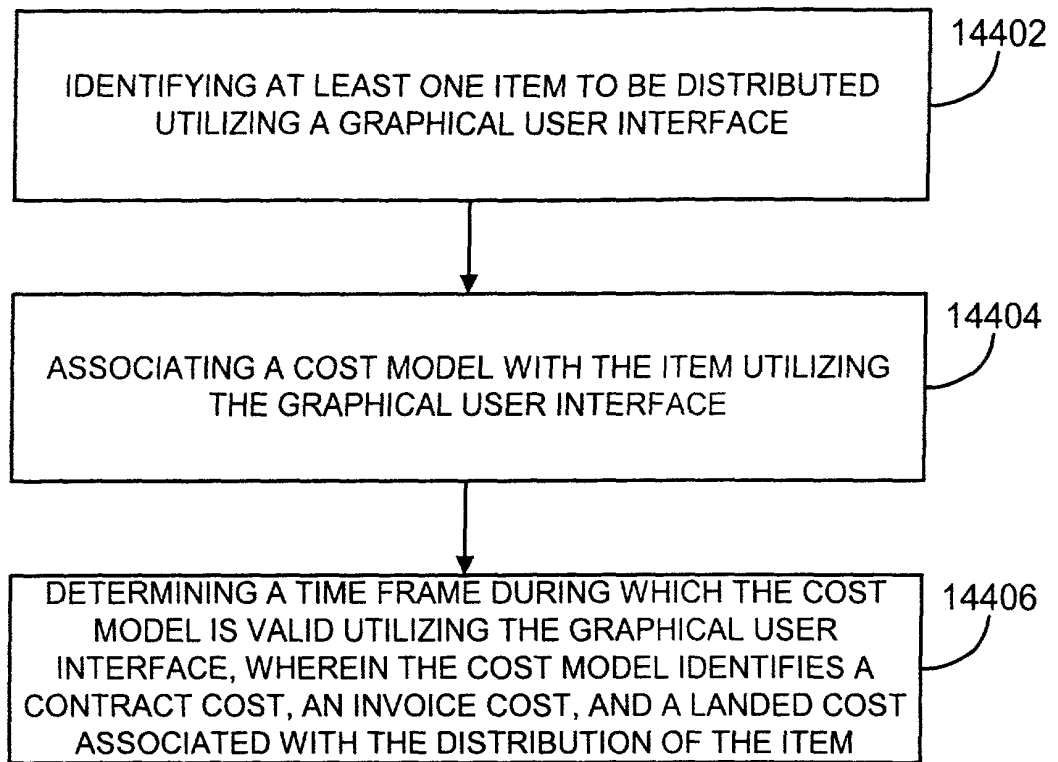 14402
IDENTIFYING AT LEAST ONE ITEM TO BE DISTRIBUTED
UTILIZING A GRAPHICAL USER INTERFACE
14404
ASSOCIATING A COST MODEL WITH THE ITEM UTILIZING
THE GRAPHICAL USER INTERFACE
14406
DETERMINING A TIME FRAME DURING WHICH THE COST
MODEL IS VALID UTILIZING THE GRAPHICAL USER
INTERFACE, WHEREIN THE COST MODEL IDENTIFIES A
CONTRACT COST, AN INVOICE COST, AND A LANDED COST
ASSOCIATED WITH THE DISTRIBUTION OF THE ITEM